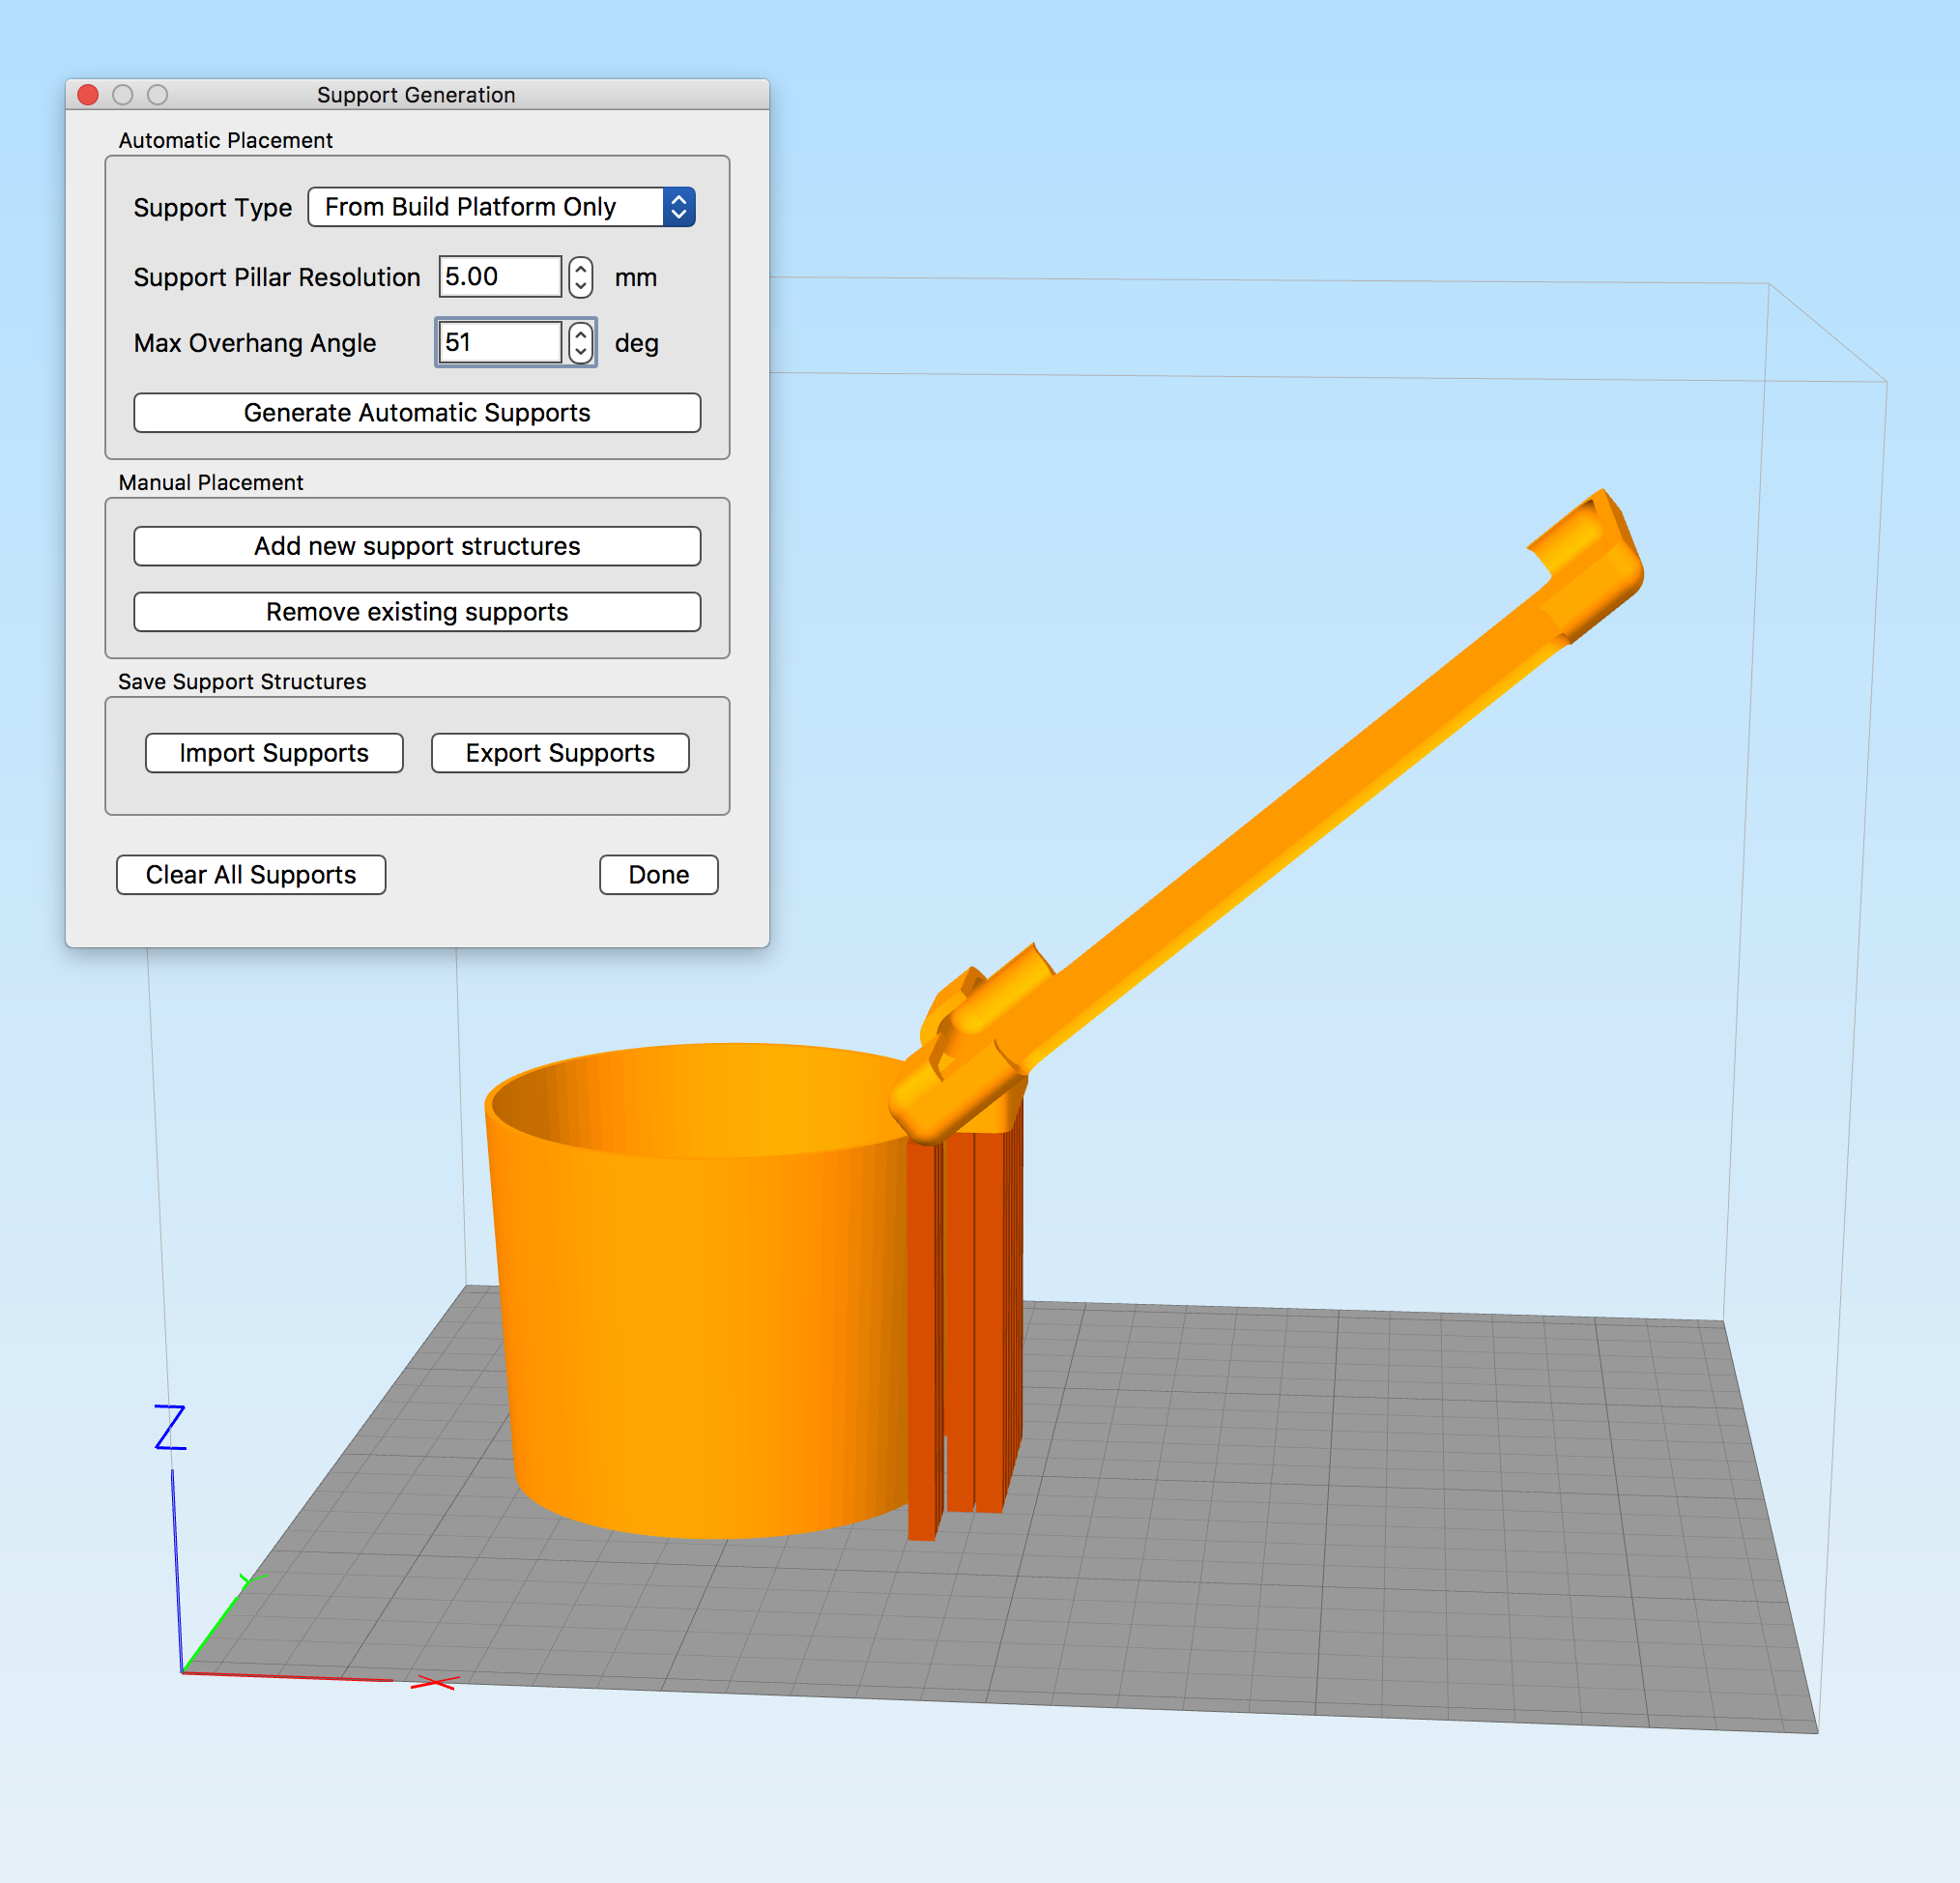 Support Generation
Automatic Placement
Support Type From Build Platform Only
Support Pillar Resolution 5.00 mm
Max Overhang Angle 51 deg
Generate Automatic Supports
Manual Placement
Add new support structures
Remove existing supports
Save Support Structures
Import Supports Export Supports
Clear All Supports Done
Z
Y
X